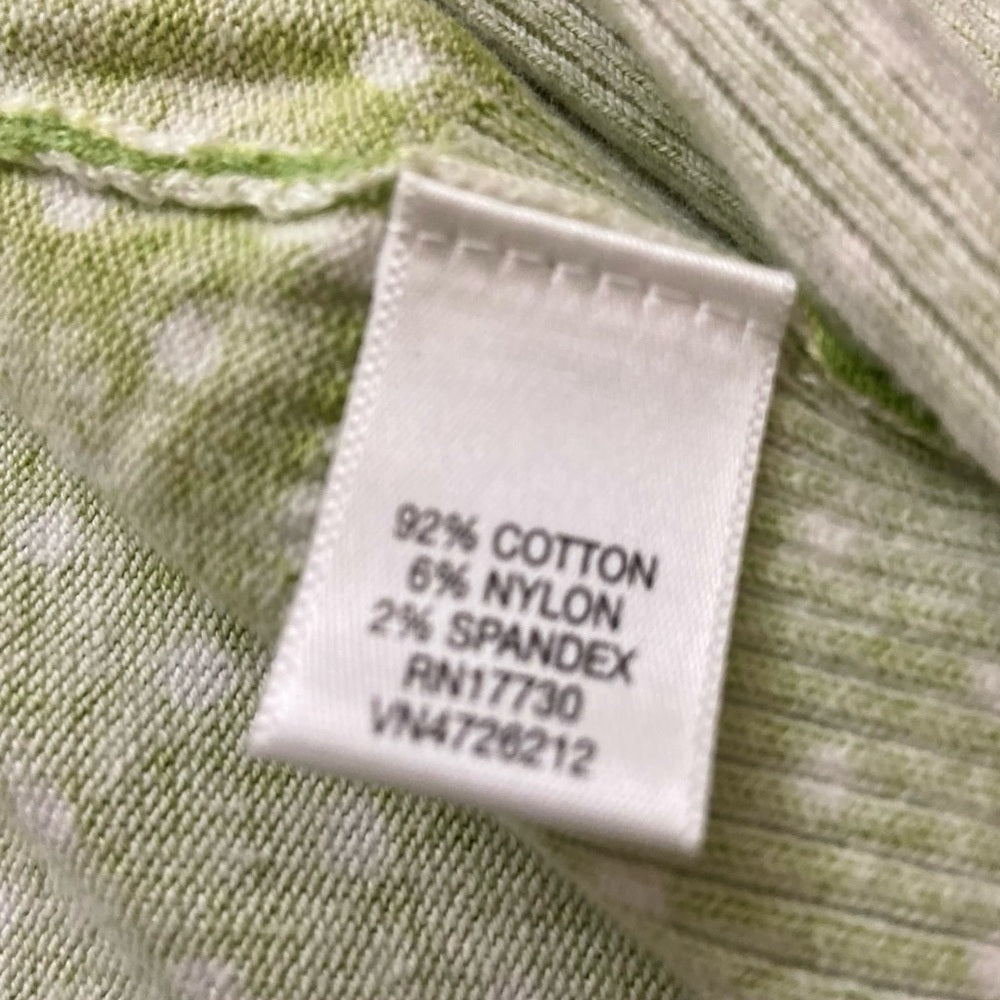 92% COTTON
6% NYLON
2% SPANDEX
RN17730
VN4726212